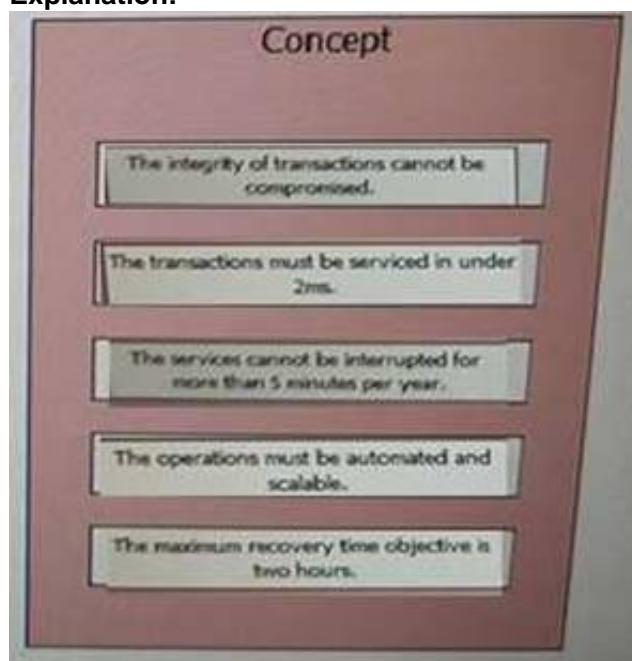 Explanation:
Concept
The integrity of transactions cannot be
compromised.
The transactions must be serviced in under
2ms.
The services cannot be interrupted for
more than 5 minutes per year.
The operations must be automated and
scalable.
The maximum recovery time objective is
two hours.